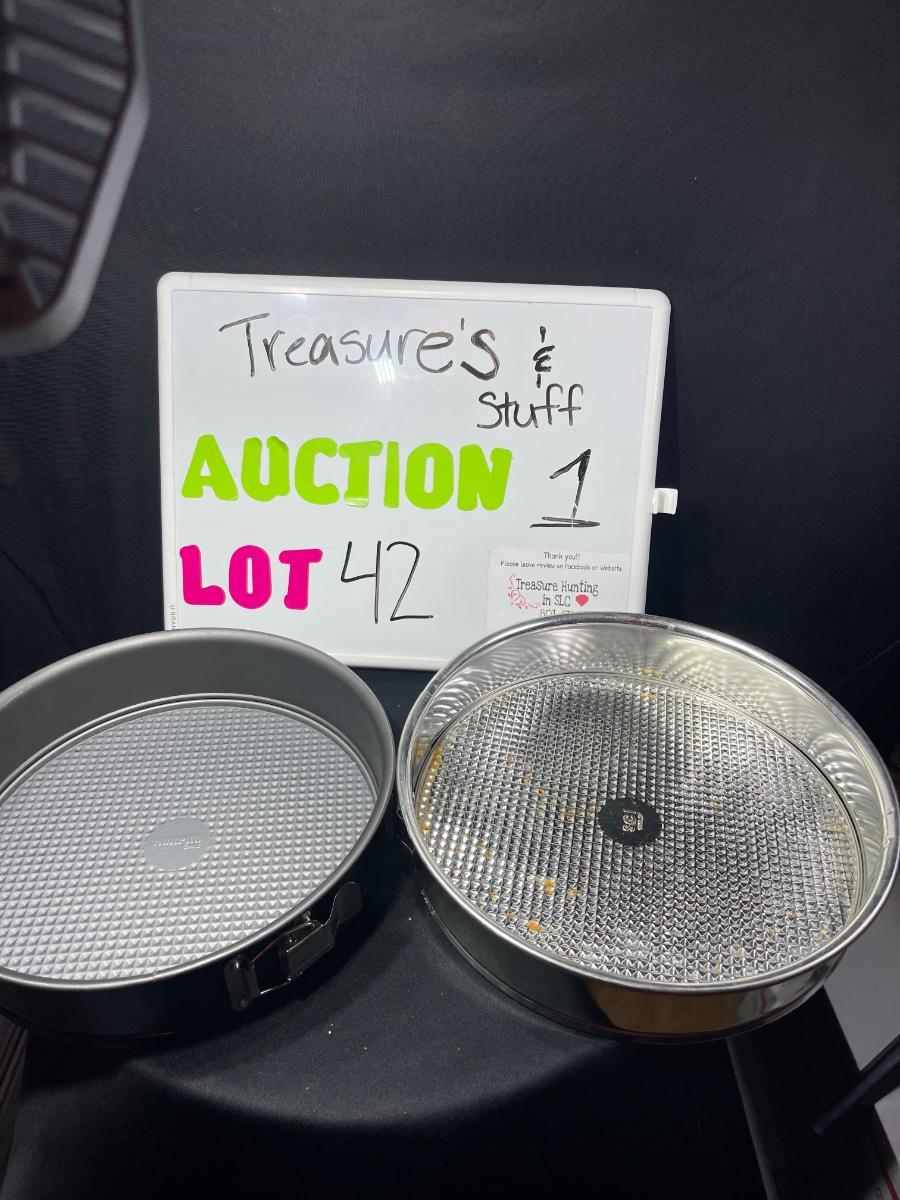 Treasure's &
Stuff
AUCTION 1
LOT 42
Thank you!!
Please leave review on Facebook or Website
Treasure Hunting
in SLC
801